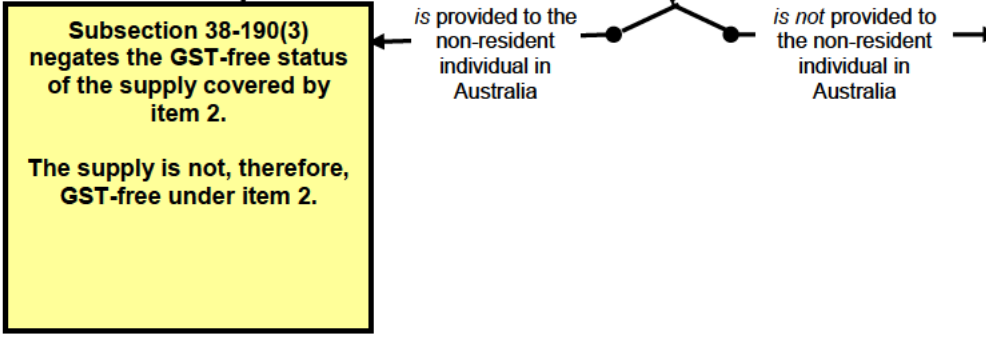 Subsection 38-190(3)
negates the GST-free status
of the supply covered by
item 2.
The supply is not, therefore,
GST-free under item 2.
is provided to the
non-resident
individual in
Australia
is not provided to
the non-resident
individual in
Australia